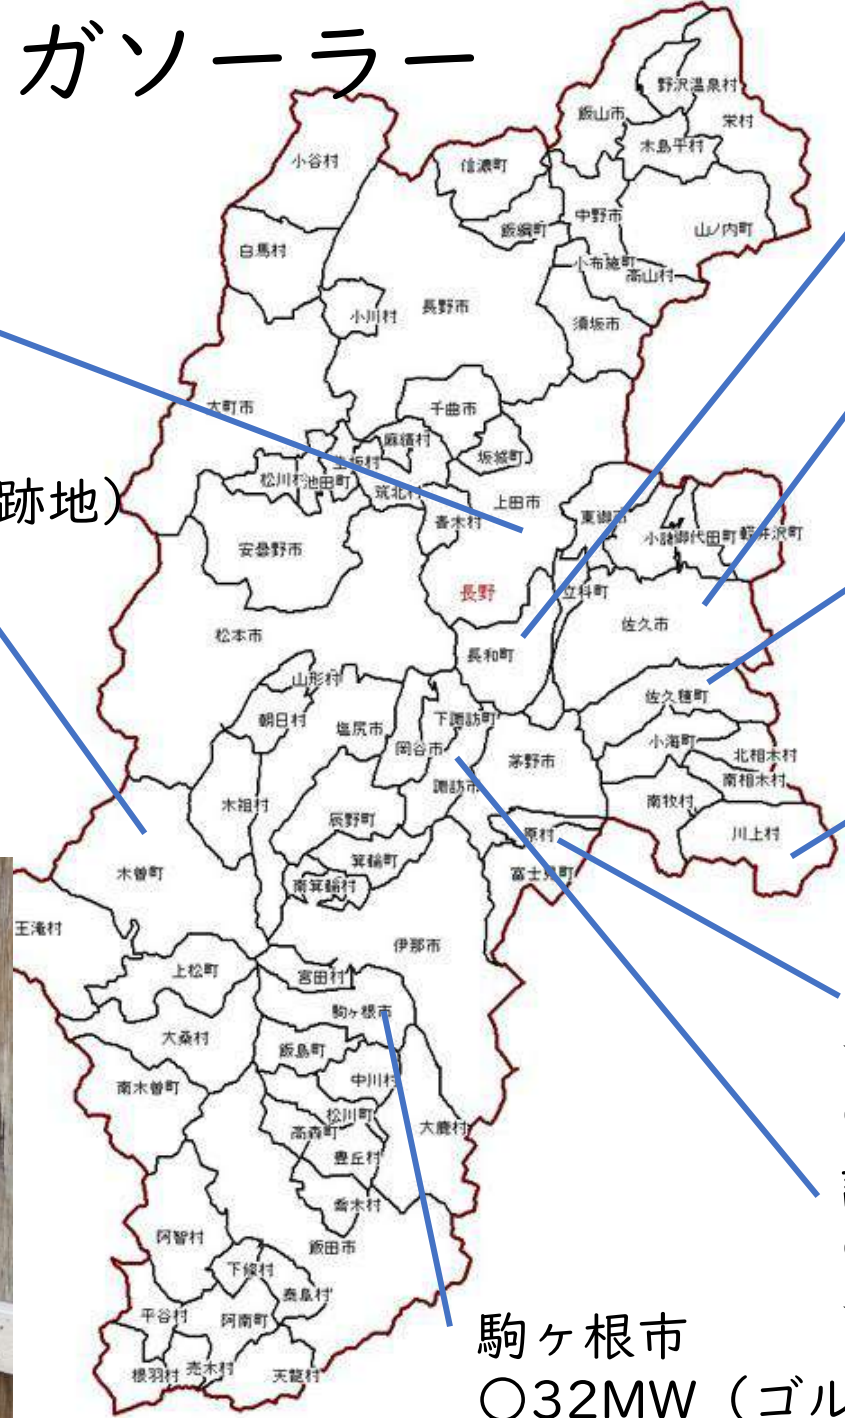 ガソーラー
野沢温泉村
飯山市
栄村
木島平村
小谷村
信濃町
中野市
飯綱町
山ノ内町
白馬村
小布施町
高山村
長野市
小川村
須坂市
大町市
千曲市
麻績村
坂城町
生坂村
松川村
池田町
筑北村
跡地）
上田市
青木村
東御市
小諸
御代田町
軽井沢町
安曇野市
長野
立科町
佐久市
松本市
長和町
山形村
佐久穂町
朝日村
塩尻市
下諏訪町
岡谷市
小海町
北相木村
茅野市
南相木村
諏訪市
木祖村
南牧村
辰野町
川上村
原村
箕輪町
木曽町
富士見町
南箕輪村
王滝村
伊那市
上松町
宮田村
駒ヶ根市
大桑村
飯島町
中川村
南木曽町
松川町
大鹿村
高森町
豊丘村
喬木村
阿智村
飯田市
下條村
泰阜村
平谷村
阿南町
売木村
根羽村
天龍村
駒ヶ根市
〇32MW（ゴル